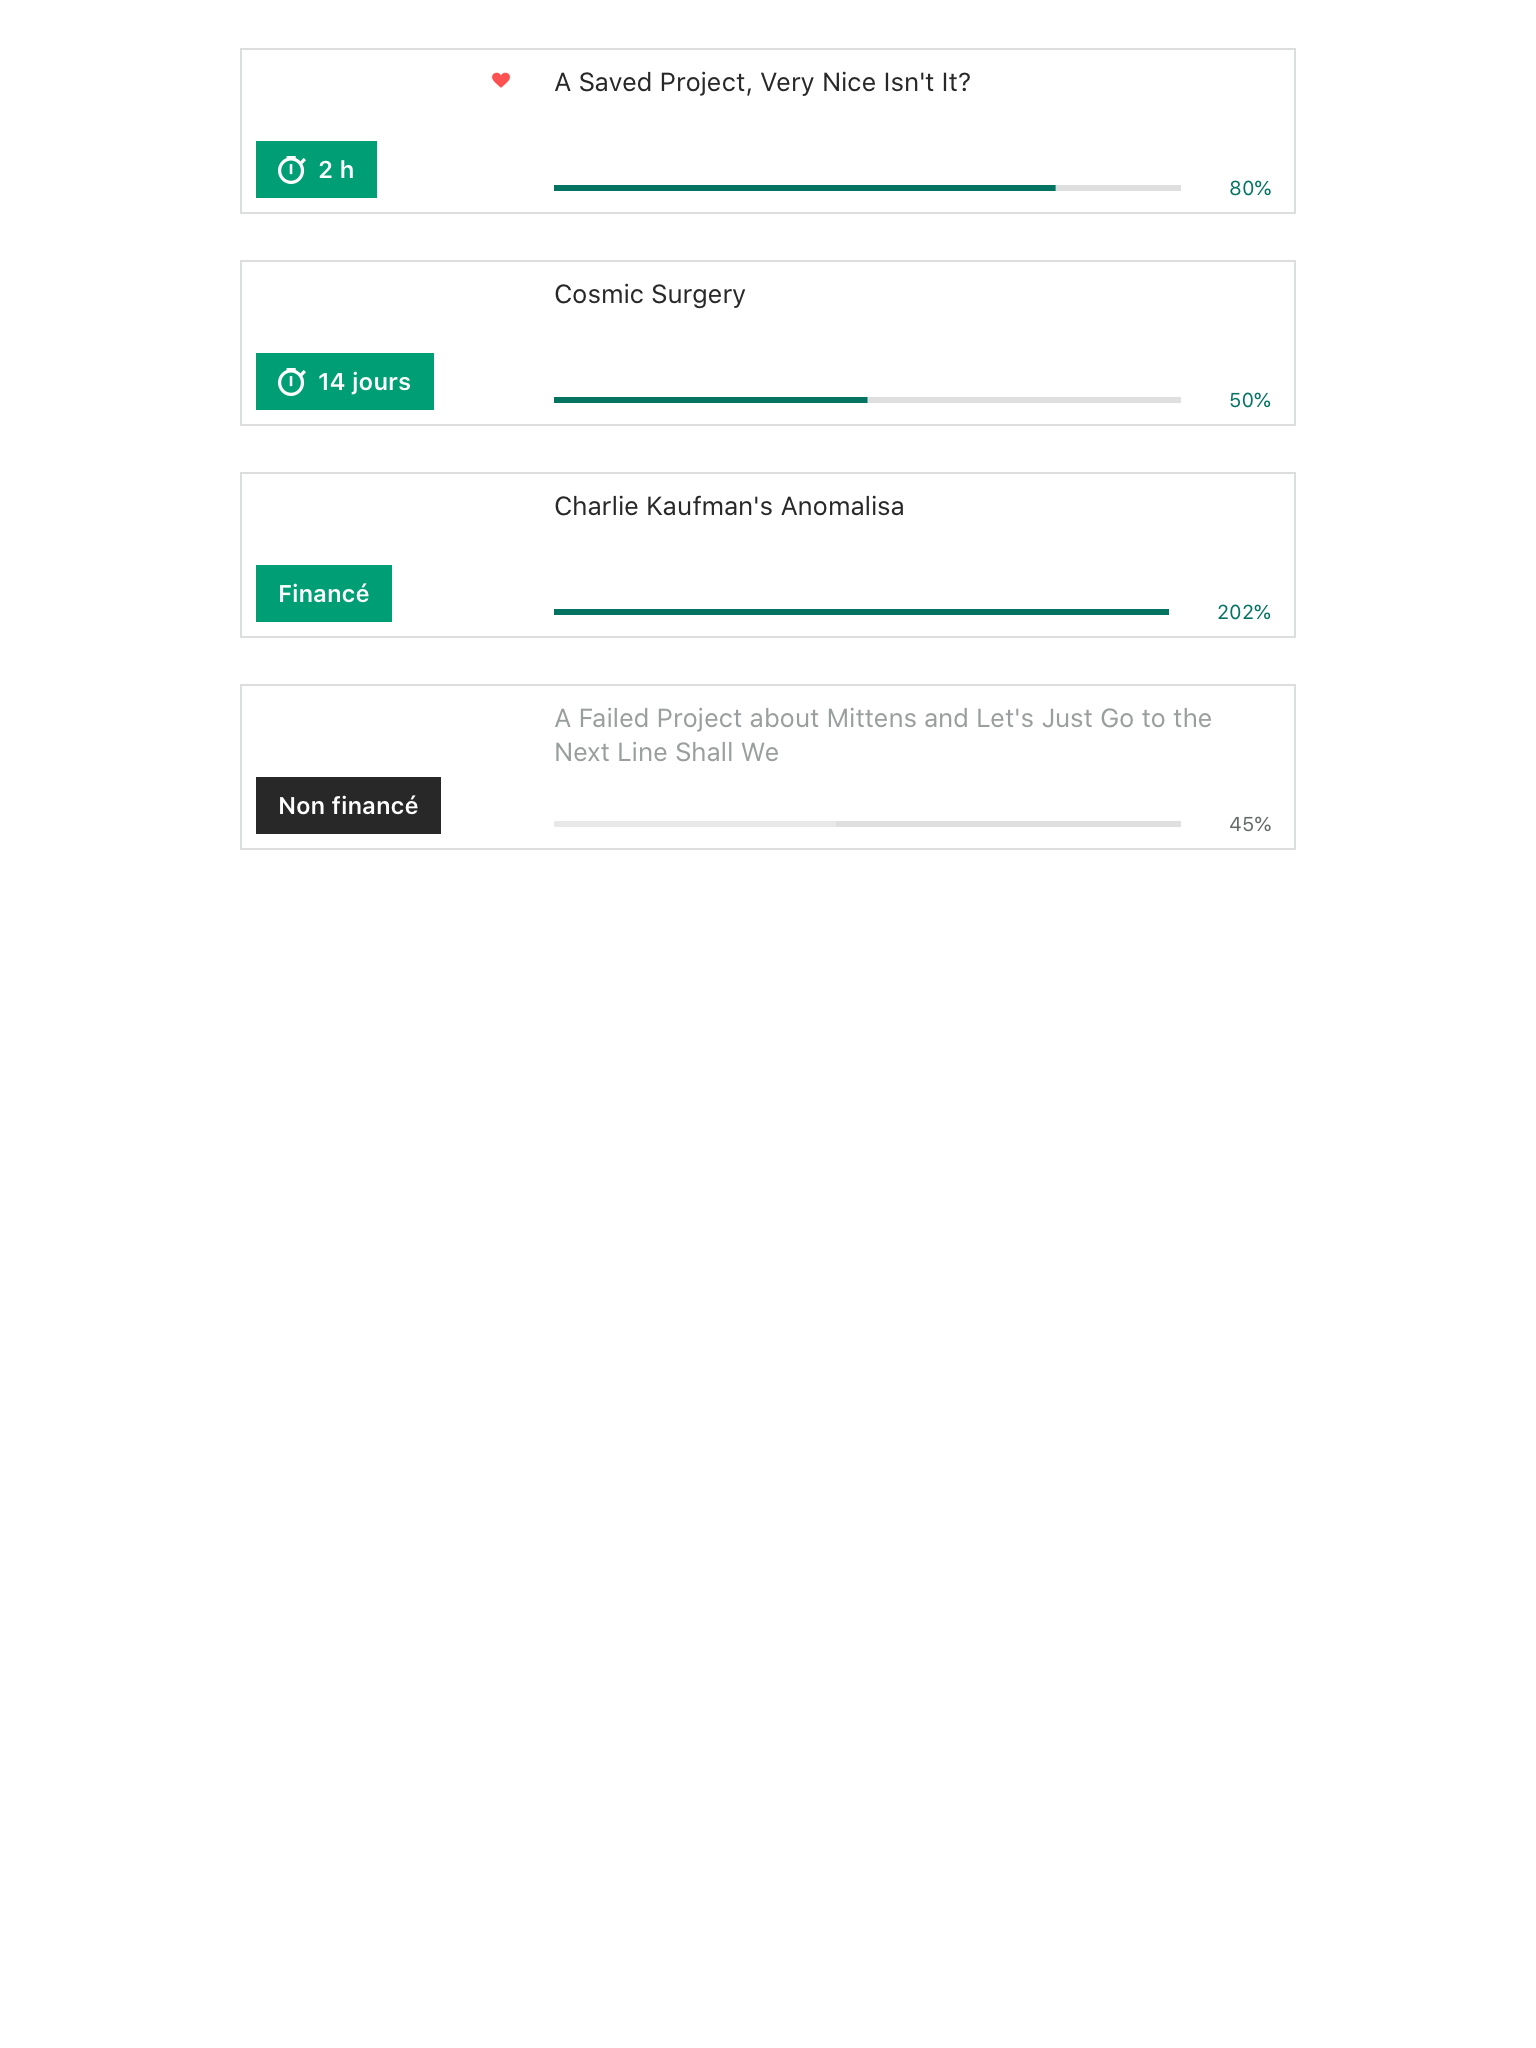 A Saved Project, Very Nice Isn't It?
2 h
80%
Cosmic Surgery
14 jours
50%
Charlie Kaufman's Anomalisa
Financé
202%
A Failed Project about Mittens and Let's Just Go to the
Next Line Shall We
Non financé
45%